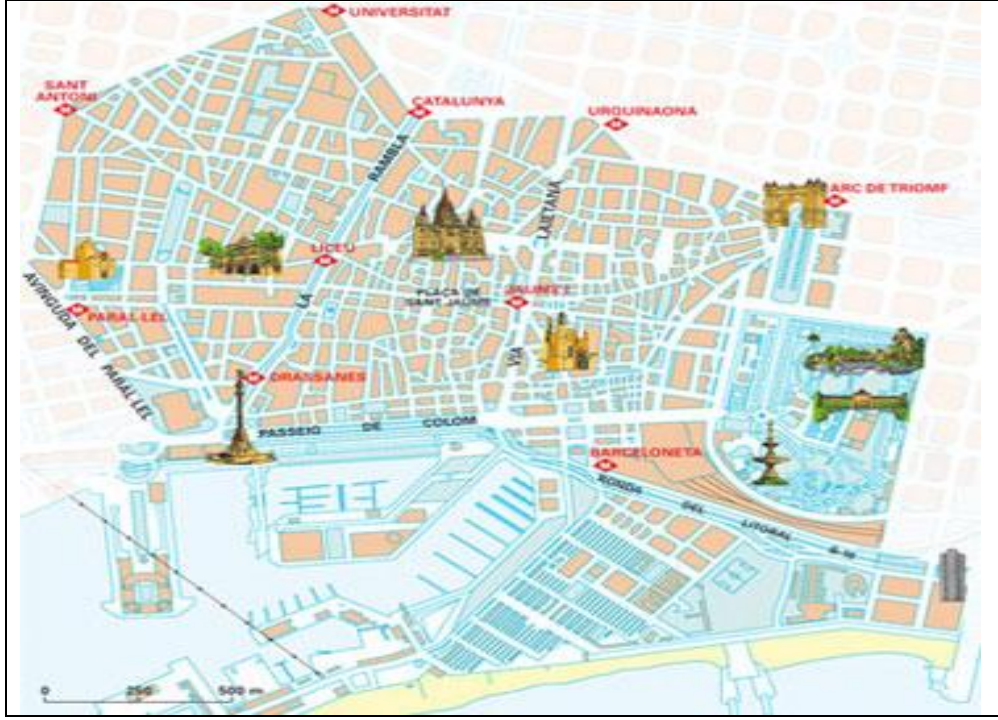 UNIVERSITAT
SANT
ANTONI
CATALUNYA
URQUINAONA
RAMBLA
ARC DE TRIOMF
LAIETANA
LICEU
LA
PLAÇA DE
SANT JAUME
JAUME I
AVINGUDA DEL PARAL LEL
PARAL LEL
VIA
DRASSANES
PASSEIG DE COLOM
BARCELONETA
RONDA DEL LITORAL B-10
0 250 500 m